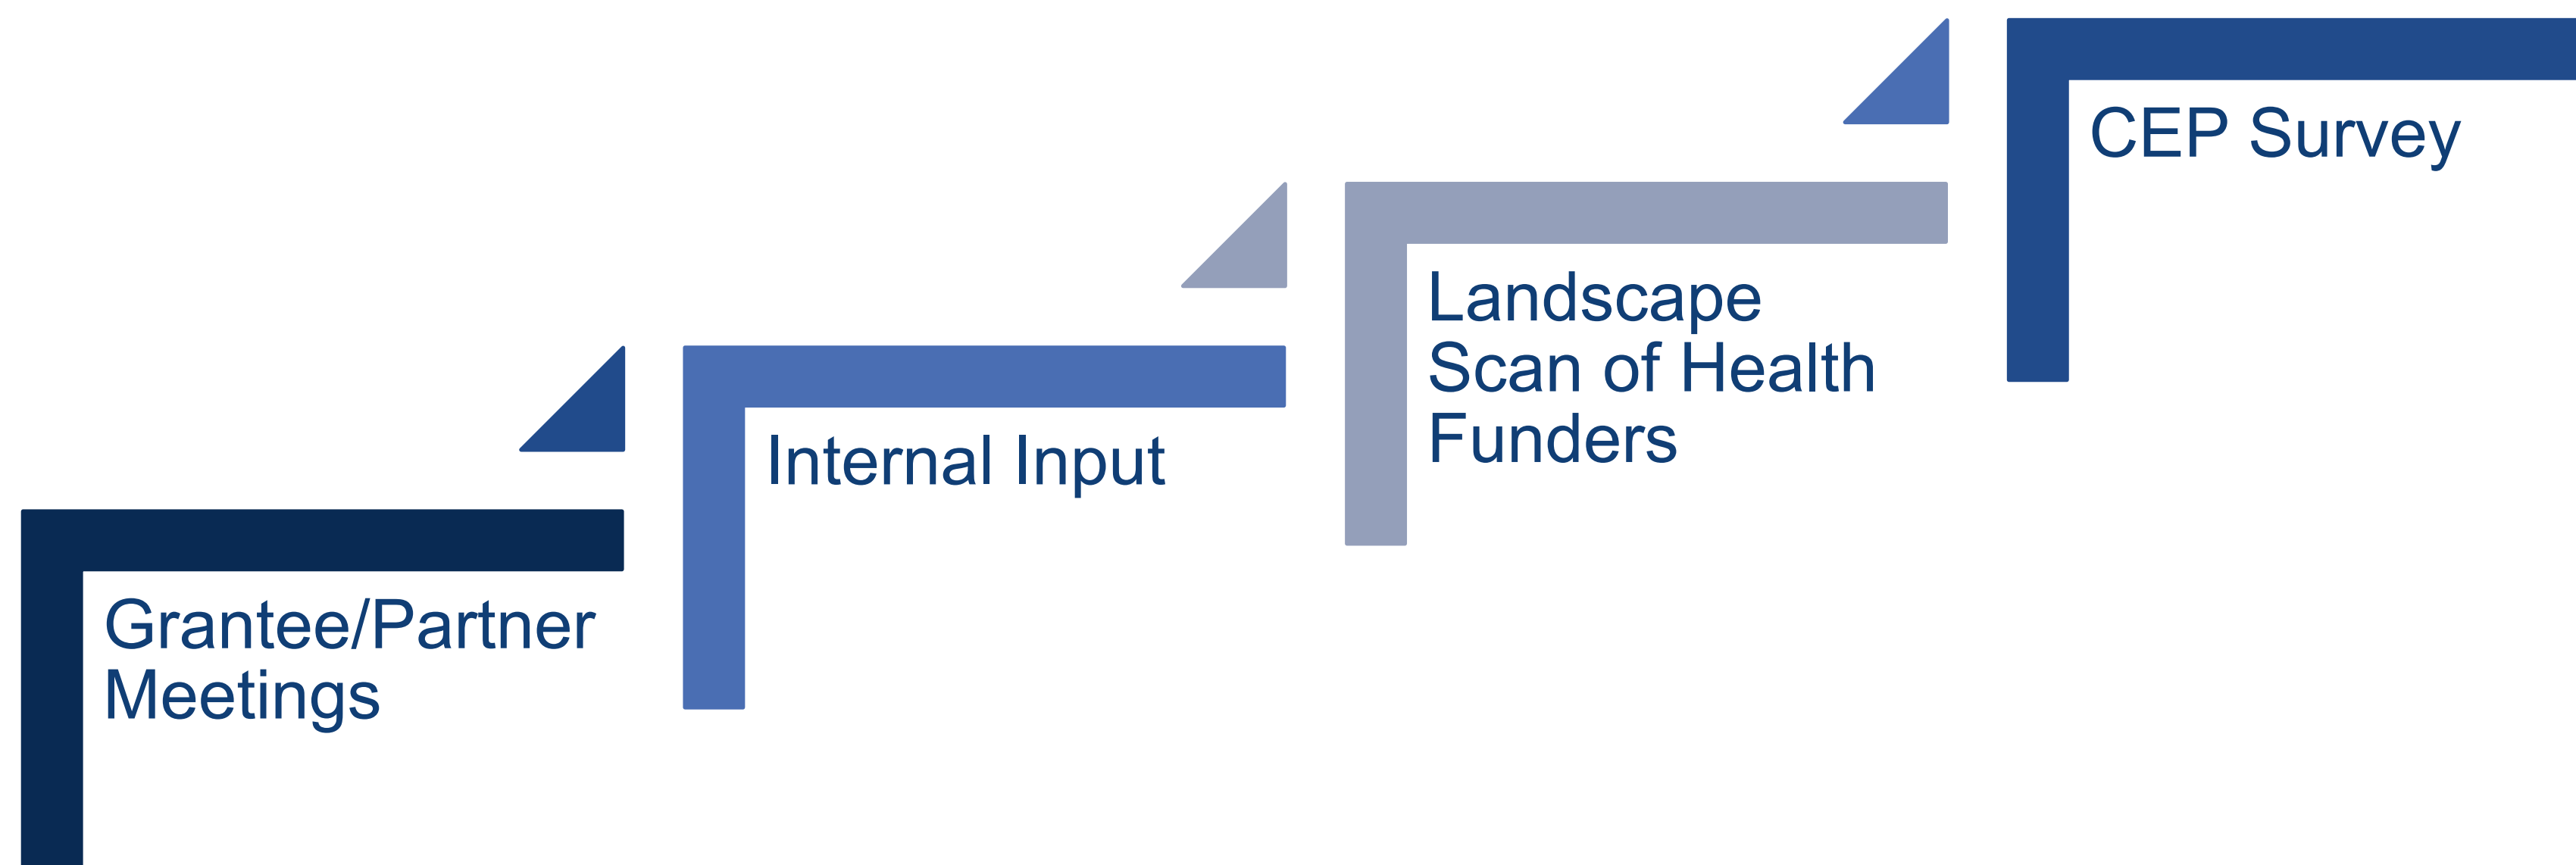 Grantee/Partner
Meetings
Internal Input
Landscape
Scan of Health
Funders
CEP Survey